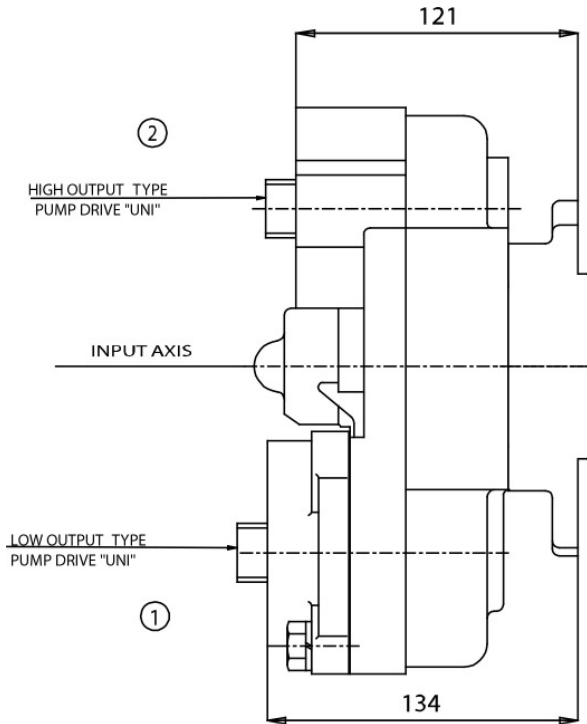 121
2
HIGH OUTPUT TYPE
PUMP DRIVE "UNI"
INPUT AXIS
LOW OUTPUT TYPE
PUMP DRIVE "UNI"
1
134